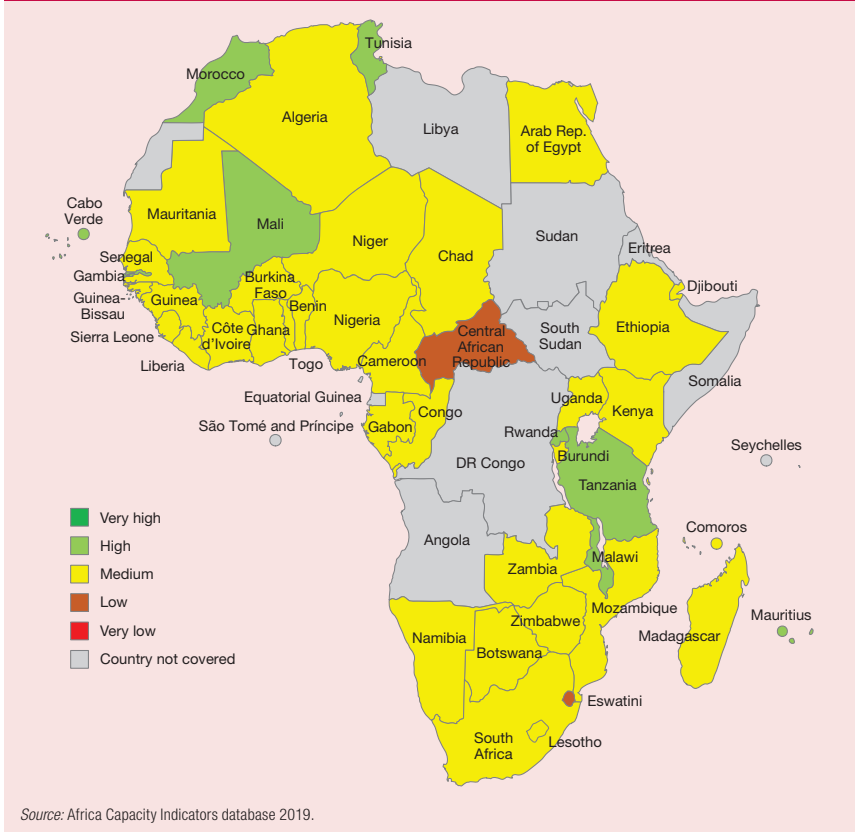 Tunisia
Morocco
Algeria
Libya
Arab Rep.
of Egypt
Cabo
Verde
Mauritania
Mali
Niger
Chad
Sudan
Eritrea
Senegal
Gambia
Guinea-
Bissau
Guinea
Burkina
Faso
Benin
Djibouti
Sierra Leone
Côte
d'Ivoire
Ghana
Nigeria
Central
African
Republic
South
Sudan
Ethiopia
Liberia
Togo
Cameroon
Somalia
Equatorial Guinea
Congo
Uganda
Kenya
São Tomé and Príncipe
Gabon
Rwanda
Seychelles
DR Congo
Burundi
Tanzania
Very high
High
Medium
Low
Very low
Country not covered
Angola
Comoros
Malawi
Zambia
Mozambique
Mauritius
Zimbabwe
Madagascar
Namibia
Botswana
Eswatini
South
Africa
Lesotho
Source: Africa Capacity Indicators database 2019.